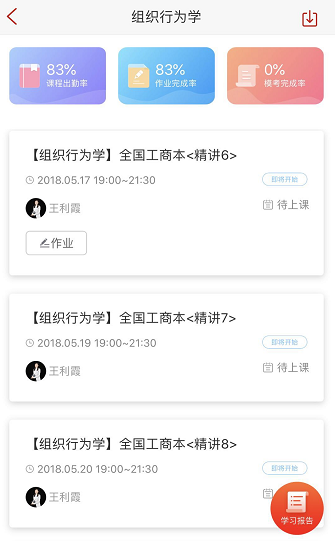 组织行为学
83%
课程出勤率
83%
作业完成率
0%
模考完成率
【组织行为学】全国工商本<精讲6>
2018.05.17 19:00~21:30
即将开始
王利霞
待上课
作业
【组织行为学】全国工商本<精讲7>
2018.05.19 19:00~21:30
即将开始
王利霞
待上课
【组织行为学】全国工商本<精讲8>
2018.05.20 19:00~21:30
即将开始
王利霞
学习报告